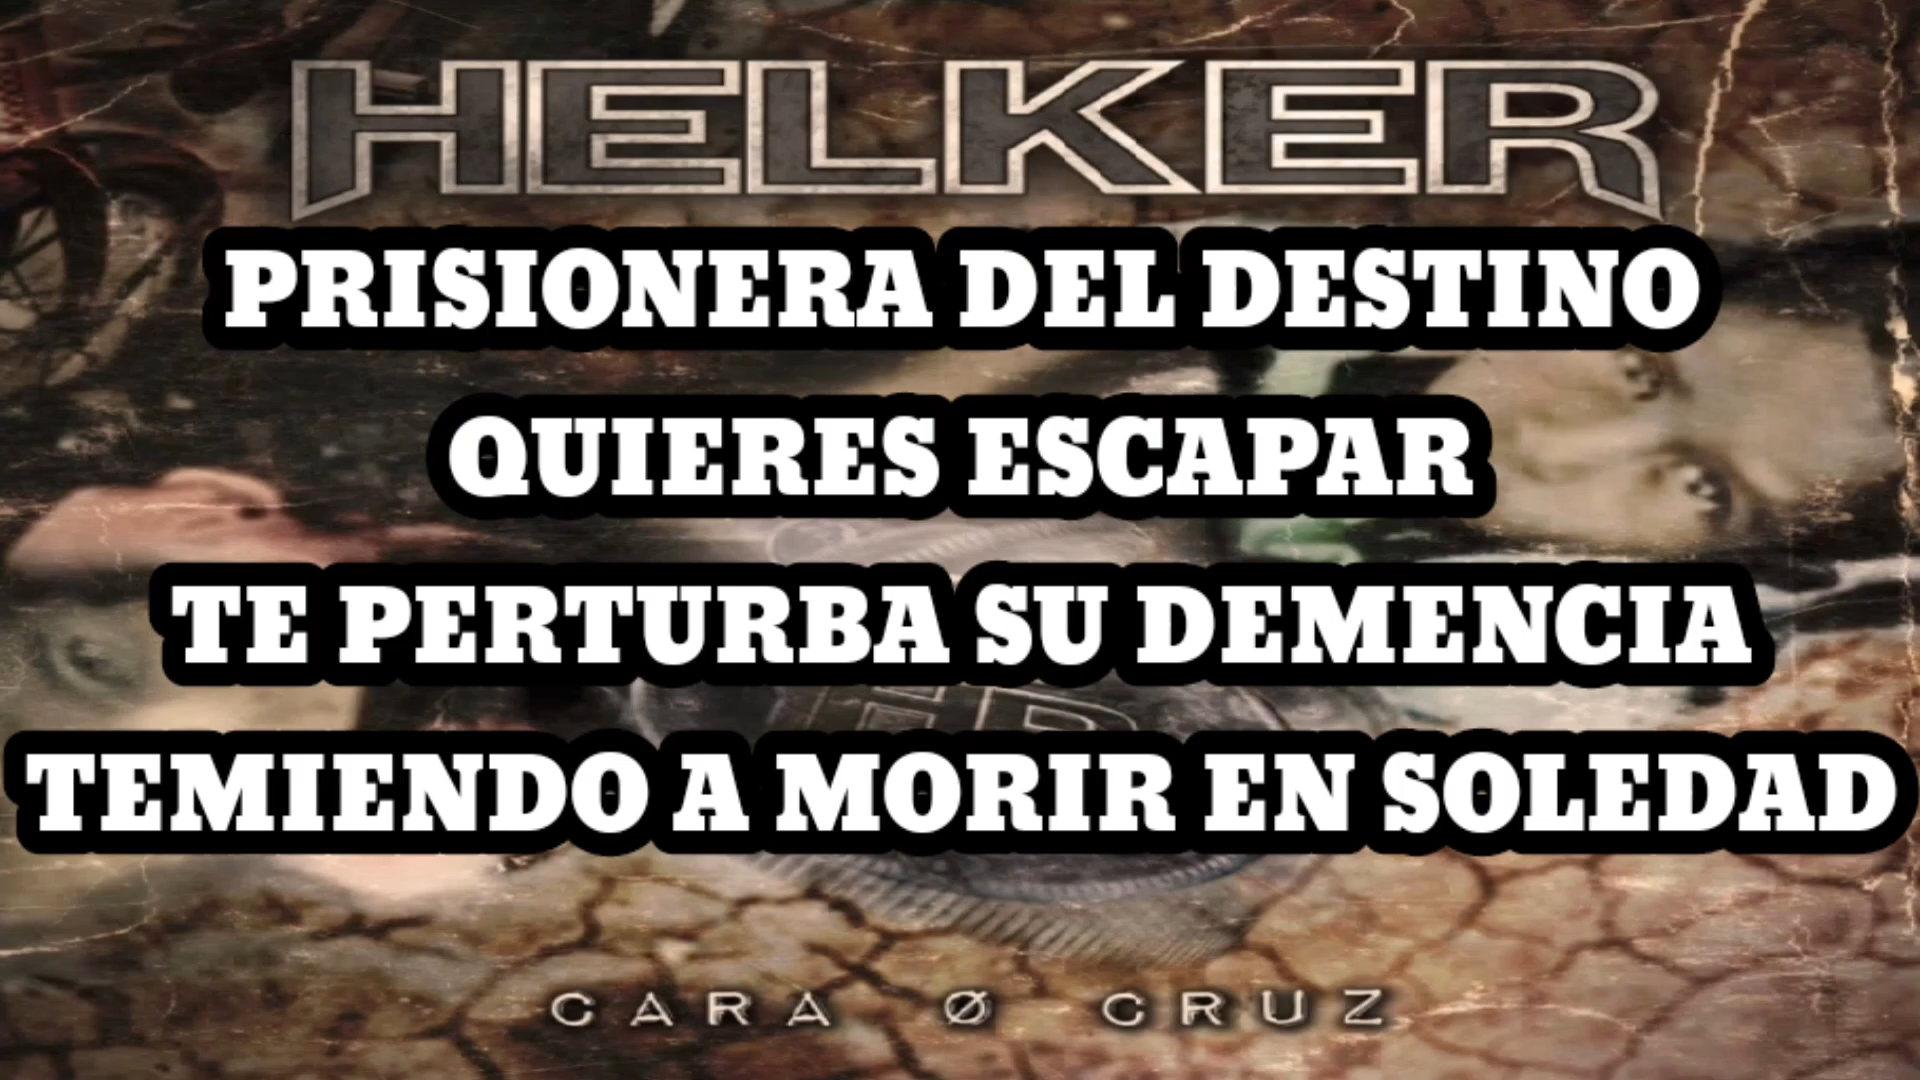 HELKER
PRISIONERA DEL DESTINO
QUIERES ESCAPAR
TE PERTURBA SU DEMENCIA
TEMIENDO A MORIR EN SOLEDAD
CARA Ø CRUZ